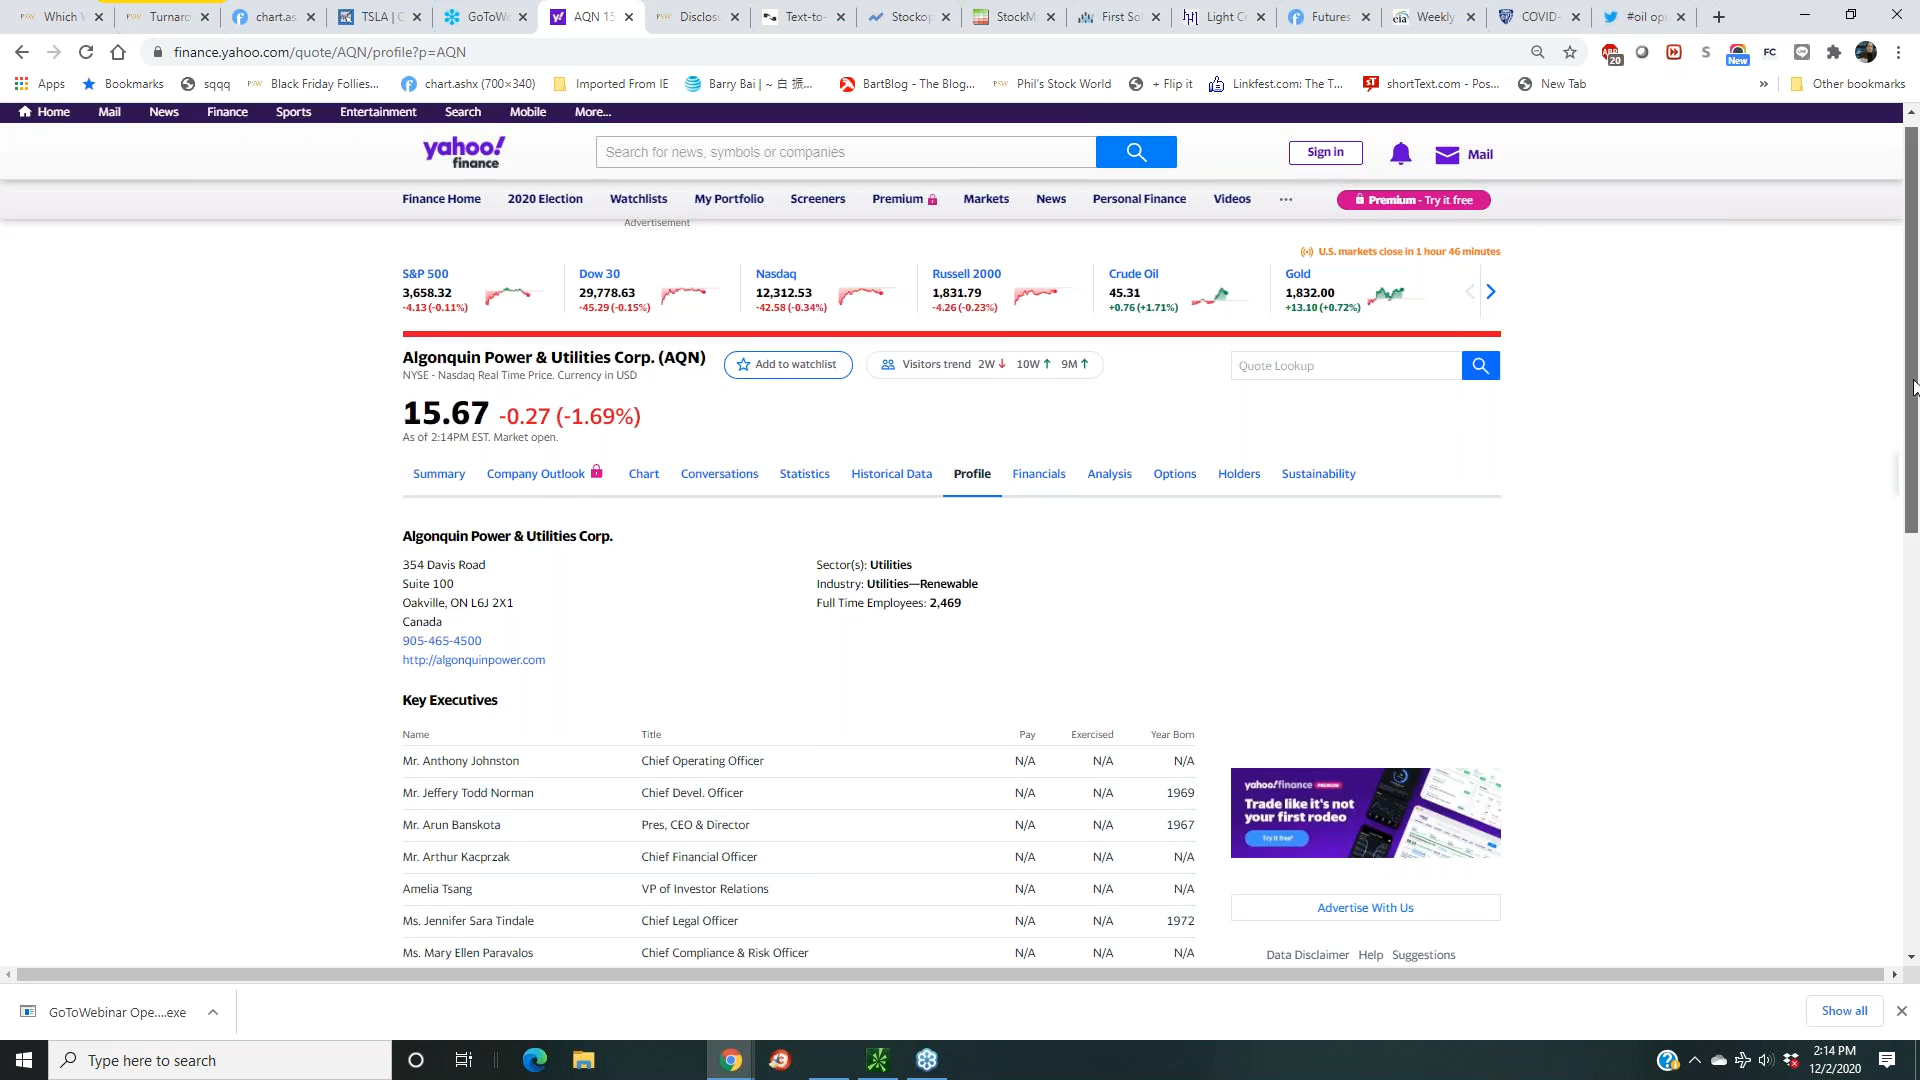 Which W
Turnaro
chart.as
TSLA | C
GoToWe
AQN 15
Disclosu
Text-to-
Stockop
StockM
First So
Light Cr
Futures
Weekly
COVID-
#oil ope
finance.yahoo.com/quote/AQN/profile?p=AQN
Apps Bookmarks sqqq Black Friday Follies... chart.ashx (700×340) Imported From IE Barry Bai | ~ 白 振... BartBlog - The Blog... Phil's Stock World + Flip it Linkfest.com: The T... shortText.com - Pos... New Tab » Other bookmarks
Home Mail News Finance Sports Entertainment Search Mobile More...
yahoo!
finance
Search for news, symbols or companies
Sign in
Mail
Finance Home 2020 Election Watchlists My Portfolio Screeners Premium Markets News Personal Finance Videos ... Premium - Try it free
Advertisement
U.S. markets close in 1 hour 46 minutes
S&P 500
3,658.32
-4.13 (-0.11%)
Dow 30
29,778.63
-45.29 (-0.15%)
Nasdaq
12,312.53
-42.58 (-0.34%)
Russell 2000
1,831.79
-4.26 (-0.23%)
Crude Oil
45.31
+0.76 (+1.71%)
Gold
1,832.00
+13.10 (+0.72%)
Algonquin Power & Utilities Corp. (AQN)
NYSE - Nasdaq Real Time Price. Currency in USD
Add to watchlist
Visitors trend 2W↓ 10W↑ 9M↑
Quote Lookup
15.67 -0.27 (-1.69%)
As of 2:14PM EST. Market open.
Summary Company Outlook Chart Conversations Statistics Historical Data Profile Financials Analysis Options Holders Sustainability
Algonquin Power & Utilities Corp.
354 Davis Road
Suite 100
Oakville, ON L6J 2X1
Canada
905-465-4500
http://algonquinpower.com
Sector(s): Utilities
Industry: Utilities—Renewable
Full Time Employees: 2,469
Key Executives
Name Title Pay Exercised Year Born
Mr. Anthony Johnston Chief Operating Officer N/A N/A N/A
Mr. Jeffery Todd Norman Chief Devel. Officer N/A N/A 1969
Mr. Arun Banskota Pres, CEO & Director N/A N/A 1967
Mr. Arthur Kacprzak Chief Financial Officer N/A N/A N/A
Amelia Tsang VP of Investor Relations N/A N/A N/A
Ms. Jennifer Sara Tindale Chief Legal Officer N/A N/A 1972
Ms. Mary Ellen Paravalos Chief Compliance & Risk Officer N/A N/A N/A
yahoo!finance PREMIUM
Trade like it's not
your first rodeo
Try it free*
Advertise With Us
Data Disclaimer Help Suggestions
GoToWebinar Ope....exe
Show all
Type here to search
2:14 PM
12/2/2020